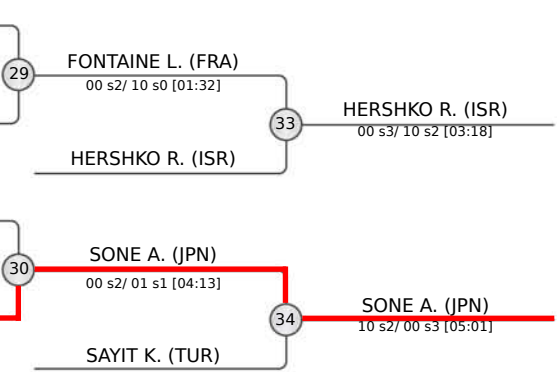 FONTAINE L. (FRA)
29
00 s2/ 10 s0 [01:32]
HERSHKO R. (ISR)
33
00 s3/ 10 s2 [03:18]
HERSHKO R. (ISR)
SONE A. (JPN)
30
00 s2/ 01 s1 [04:13]
SONE A. (JPN)
34
10 s2/ 00 s3 [05:01]
SAYIT K. (TUR)